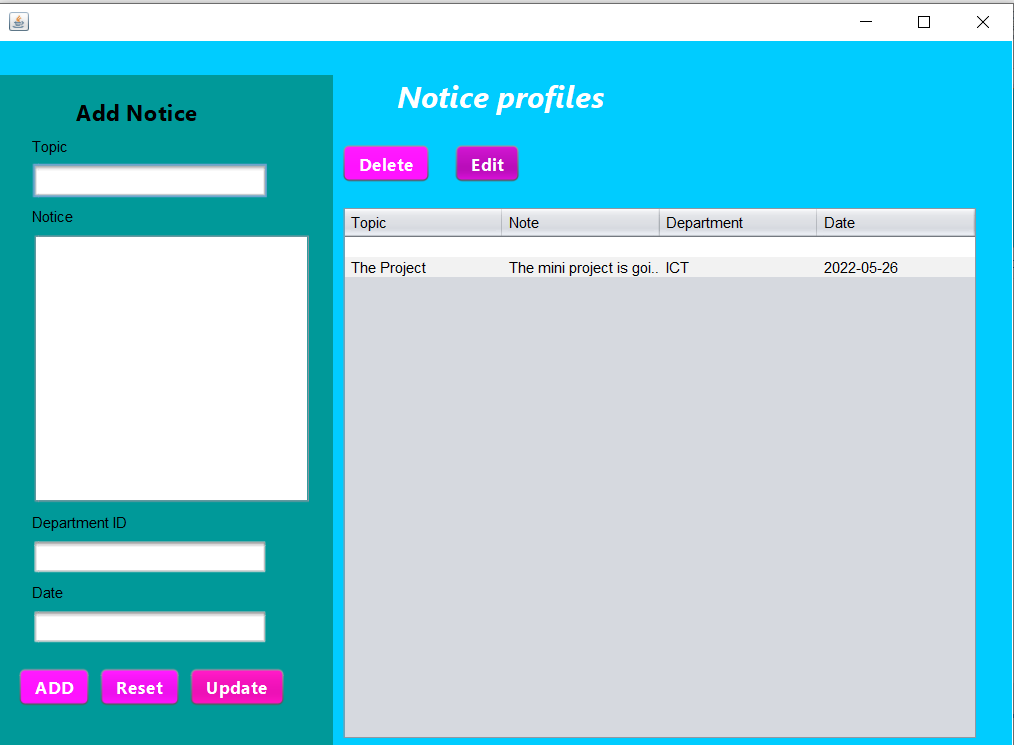 Add Notice
Topic
Notice
Department ID
Date
ADD Reset Update
Notice profiles
Delete Edit
Topic Note Department Date
The Project The mini project is goi.. ICT 2022-05-26